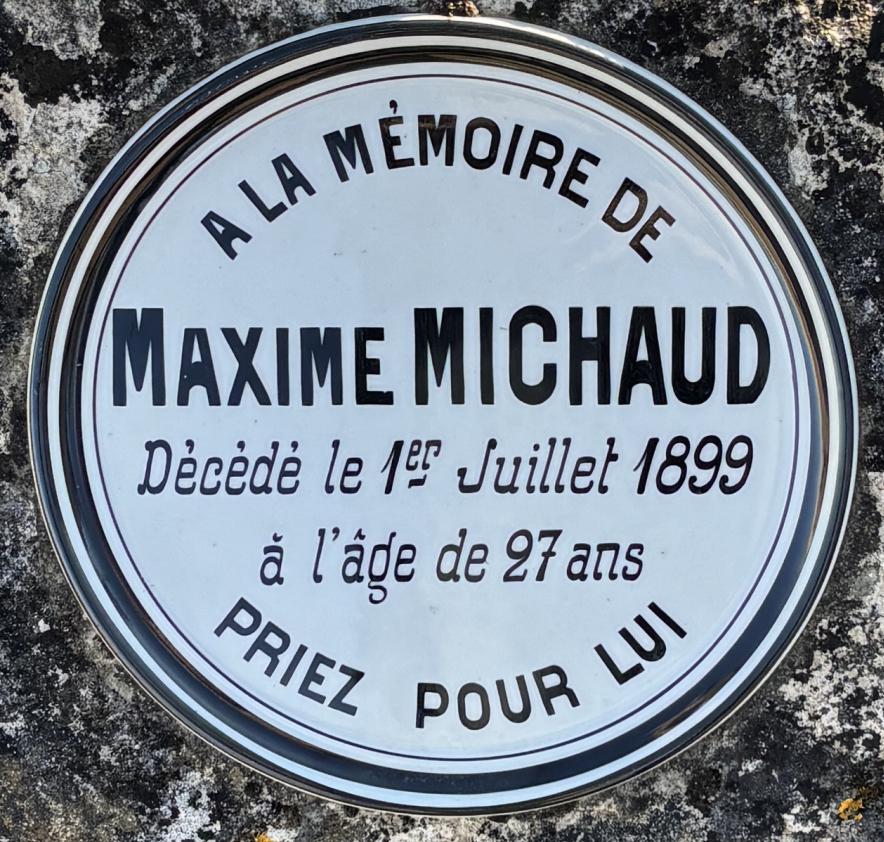 A LA MÉMOIRE DE
MAXIME MICHAUD
Décédé le 1er Juillet 1899
à l'âge de 27 ans
PRIEZ POUR LUI